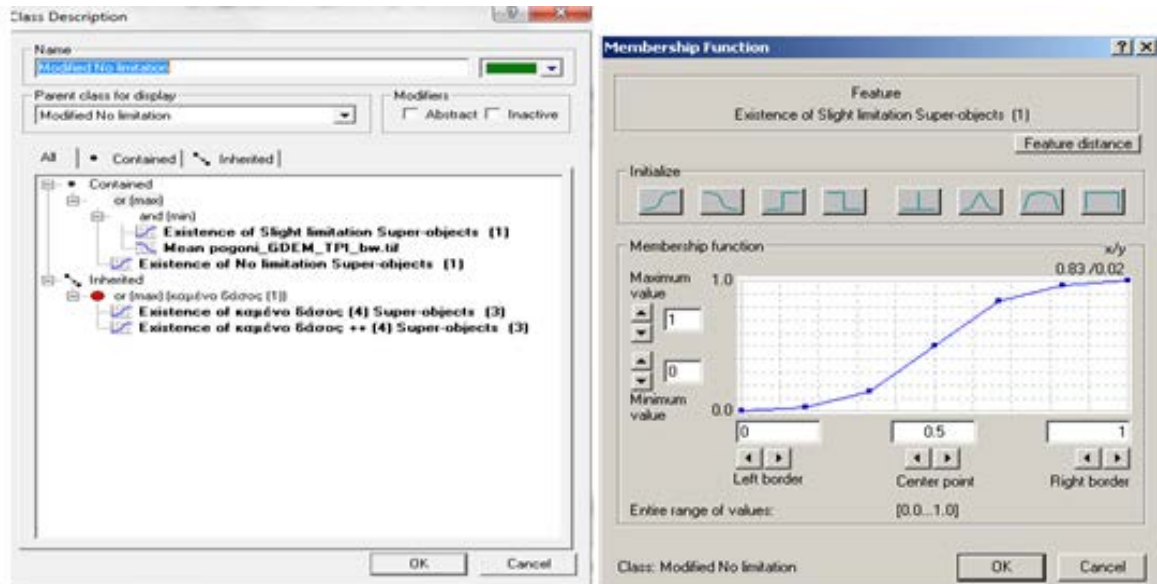 Class Description
Name
Modified No limitation
Parent class for display
Modified No limitation
Modifiers
Abstract Inactive
All Contained Inherited
Contained
or (max)
and (min)
Existence of Slight limitation Super-objects (1)
Mean pogoni_GDEM_TPI_bw.tif
Existence of No limitation Super-objects (1)
Inherited
or (max) (καμένο δάσος (1))
Existence of καμένο δάσος (4) Super-objects (3)
Existence of καμένο δάσος ++ (4) Super-objects (3)
OK Cancel
Membership Function
Feature
Existence of Slight limitation Super-objects (1)
Feature distance
Initialize
Membership function
x/y
0.83 /0.02
Maximum
value
1
0
Minimum
value
1.0
0.0
0 0.5 1
Left border Center point Right border
Entire range of values: [0.0...1.0]
Class: Modified No limitation OK Cancel